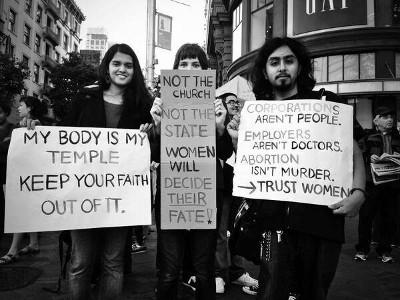 GAP
MY BODY IS MY
TEMPLE
KEEP YOUR FAITH
OUT OF IT.
NOT THE
CHURCH
NOT THE
STATE
WOMEN
WILL
DECIDE
THEIR
FATE!
CORPORATIONS
AREN'T PEOPLE.
EMPLOYERS
AREN'T DOCTORS.
ABORTION
ISN'T MURDER.
→TRUST WOMEN